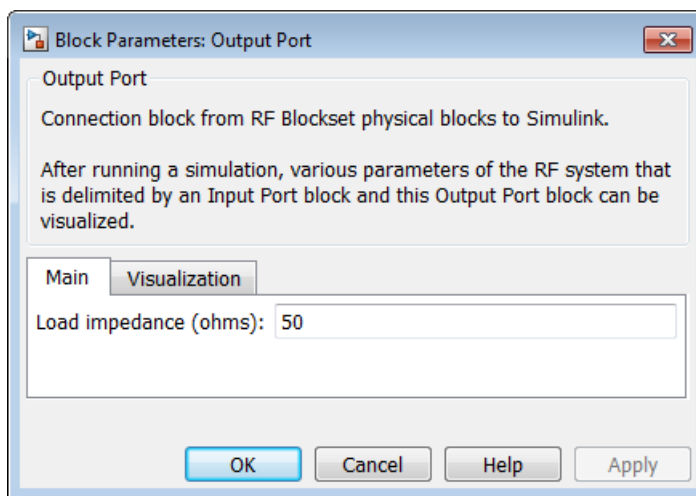 Block Parameters: Output Port
Output Port
Connection block from RF Blockset physical blocks to Simulink.
After running a simulation, various parameters of the RF system that
is delimited by an Input Port block and this Output Port block can be
visualized.
Main Visualization
Load impedance (ohms): 50
OK Cancel Help Apply